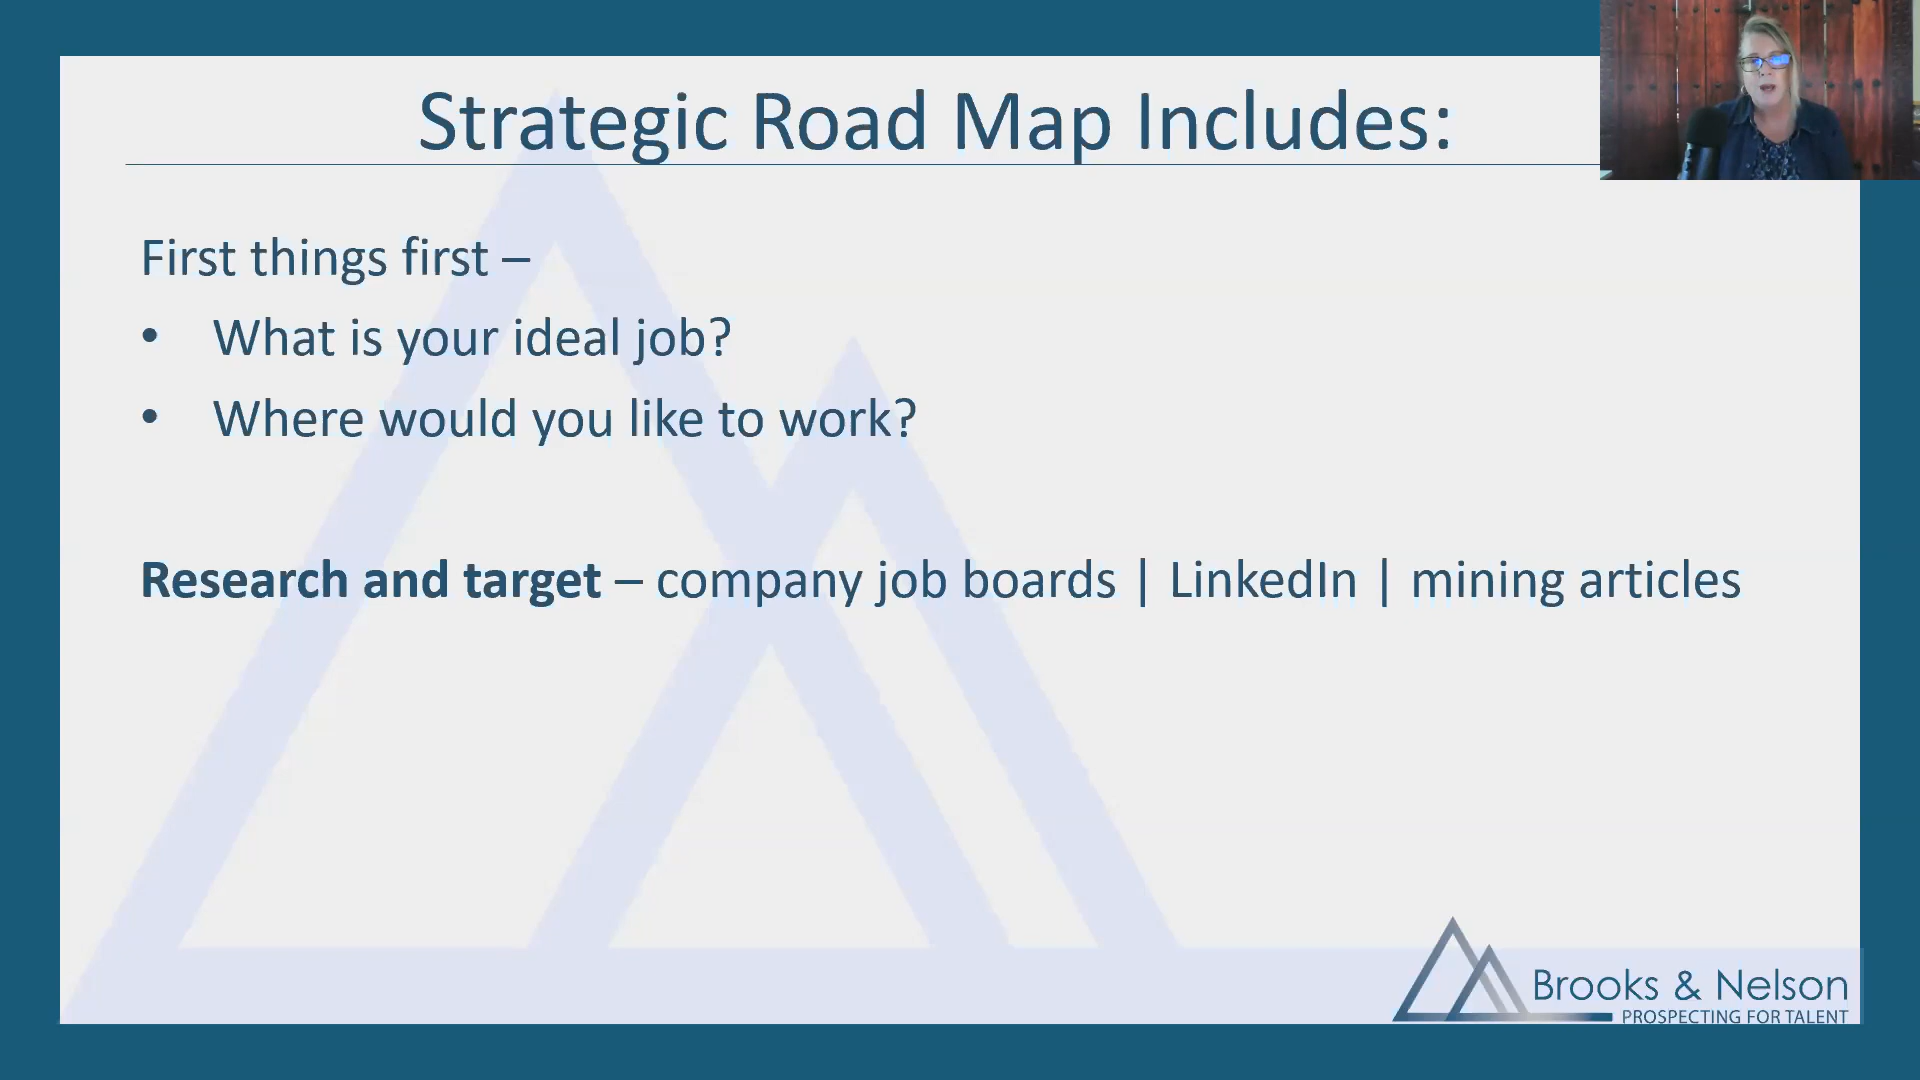 Strategic Road Map Includes:
First things first –
• What is your ideal job?
• Where would you like to work?
Research and target – company job boards | LinkedIn | mining articles
Brooks & Nelson
PROSPECTING FOR TALENT